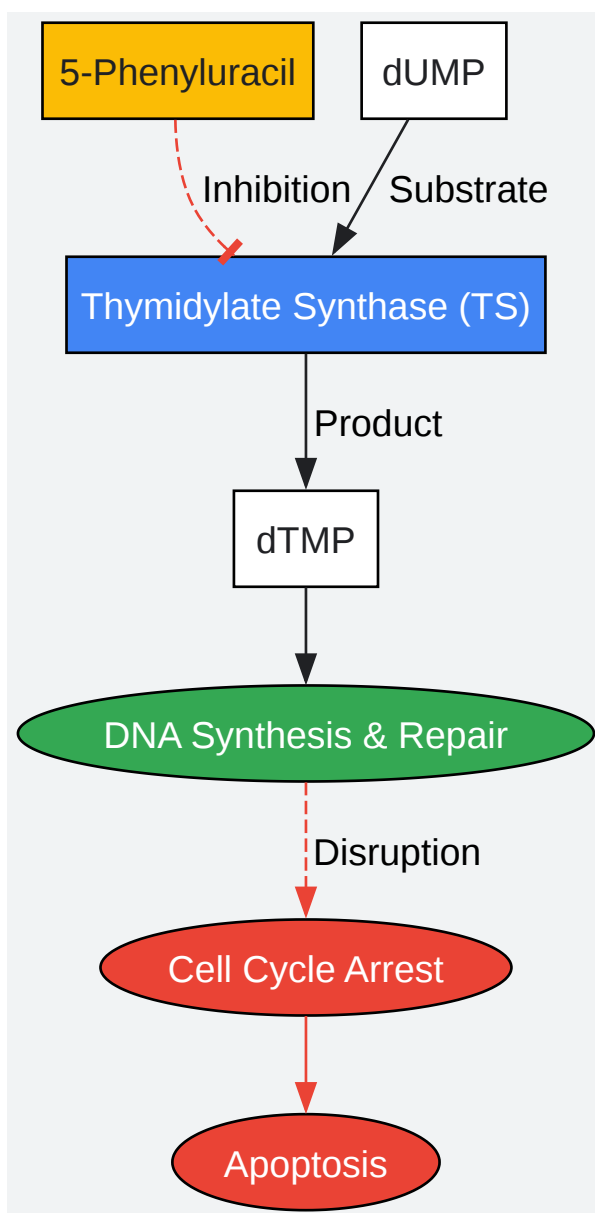 5-Phenyluracil
dUMP
Inhibition
Substrate
Thymidylate Synthase (TS)
Product
dTMP
DNA Synthesis & Repair
Disruption
Cell Cycle Arrest
Apoptosis